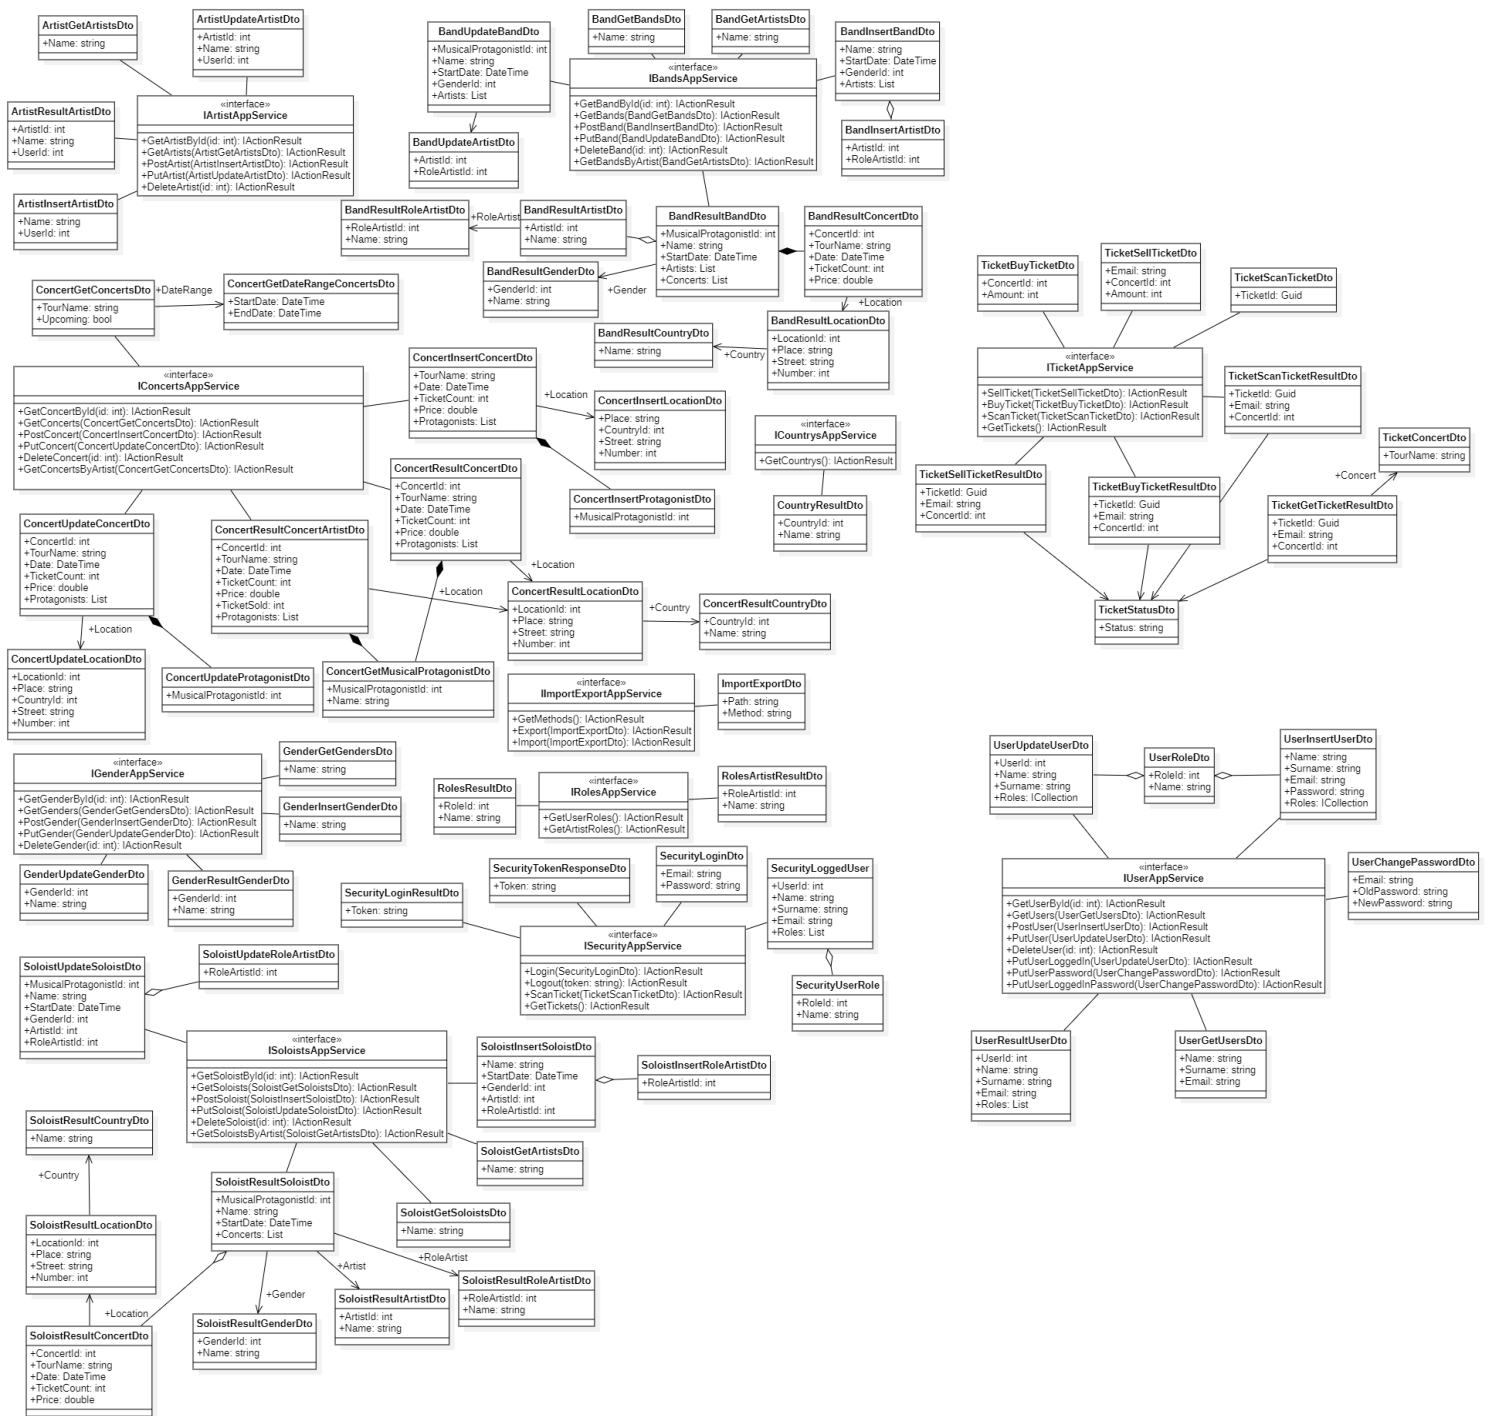 ArtistGetArtistsDto
+Name: string
ArtistUpdateArtistDto
+ArtistId: int
+Name: string
+UserId: int
ArtistResultArtistDto
+ArtistId: int
+Name: string
+UserId: int
«interface»
IArtistAppService
+GetArtistById(id: int): IActionResult
+GetArtists(ArtistGetArtistsDto): IActionResult
+PostArtist(ArtistInsertArtistDto): IActionResult
+PutArtist(ArtistUpdateArtistDto): IActionResult
+DeleteArtist(id: int): IActionResult
ArtistInsertArtistDto
+Name: string
+UserId: int
BandUpdateBandDto
+MusicalProtagonistId: int
+Name: string
+StartDate: DateTime
+GenderId: int
+Artists: List
BandGetBandsDto
+Name: string
BandGetArtistsDto
+Name: string
BandInsertBandDto
+Name: string
+StartDate: DateTime
+GenderId: int
+Artists: List
«interface»
IBandsAppService
+GetBandById(id: int): IActionResult
+GetBands(BandGetBandsDto): IActionResult
+PostBand(BandInsertBandDto): IActionResult
+PutBand(BandUpdateBandDto): IActionResult
+DeleteBand(id: int): IActionResult
+GetBandsByArtist(BandGetArtistsDto): IActionResult
BandUpdateArtistDto
+ArtistId: int
+RoleArtistId: int
BandInsertArtistDto
+ArtistId: int
+RoleArtistId: int
BandResultRoleArtistDto
+RoleArtistId: int
+Name: string
+RoleArtist
BandResultArtistDto
+ArtistId: int
+Name: string
BandResultBandDto
+MusicalProtagonistId: int
+Name: string
+StartDate: DateTime
+Artists: List
+Concerts: List
BandResultConcertDto
+ConcertId: int
+TourName: string
+Date: DateTime
+TicketCount: int
+Price: double
BandResultGenderDto
+GenderId: int
+Name: string
+Gender
+Location
BandResultCountryDto
+Name: string
+Country
BandResultLocationDto
+LocationId: int
+Place: string
+Street: string
+Number: int
TicketBuyTicketDto
+ConcertId: int
+Amount: int
TicketSellTicketDto
+Email: string
+ConcertId: int
+Amount: int
TicketScanTicketDto
+TicketId: Guid
«interface»
ITicketAppService
+SellTicket(TicketSellTicketDto): IActionResult
+BuyTicket(TicketBuyTicketDto): IActionResult
+ScanTicket(TicketScanTicketDto): IActionResult
+GetTickets(): IActionResult
TicketScanTicketResultDto
+TicketId: Guid
+Email: string
+ConcertId: int
TicketConcertDto
+TourName: string
+Concert
TicketSellTicketResultDto
+TicketId: Guid
+Email: string
+ConcertId: int
TicketBuyTicketResultDto
+TicketId: Guid
+Email: string
+ConcertId: int
TicketGetTicketResultDto
+TicketId: Guid
+Email: string
+ConcertId: int
TicketStatusDto
+Status: string
ConcertGetConcertsDto
+TourName: string
+Upcoming: bool
+DateRange
ConcertGetDateRangeConcertsDto
+StartDate: DateTime
+EndDate: DateTime
«interface»
IConcertsAppService
+GetConcertById(id: int): IActionResult
+GetConcerts(ConcertGetConcertsDto): IActionResult
+PostConcert(ConcertInsertConcertDto): IActionResult
+PutConcert(ConcertUpdateConcertDto): IActionResult
+DeleteConcert(id: int): IActionResult
+GetConcertsByArtist(ConcertGetConcertsDto): IActionResult
ConcertInsertConcertDto
+TourName: string
+Date: DateTime
+TicketCount: int
+Price: double
+Protagonists: List
+Location
ConcertInsertLocationDto
+Place: string
+CountryId: int
+Street: string
+Number: int
«interface»
ICountrysAppService
+GetCountrys(): IActionResult
CountryResultDto
+CountryId: int
+Name: string
ConcertResultConcertDto
+ConcertId: int
+TourName: string
+Date: DateTime
+TicketCount: int
+Price: double
+Protagonists: List
ConcertInsertProtagonistDto
+MusicalProtagonistId: int
ConcertUpdateConcertDto
+ConcertId: int
+TourName: string
+Date: DateTime
+TicketCount: int
+Price: double
+Protagonists: List
ConcertResultConcertArtistDto
+ConcertId: int
+TourName: string
+Date: DateTime
+TicketCount: int
+Price: double
+TicketSold: int
+Protagonists: List
+Location
+Location
ConcertResultLocationDto
+LocationId: int
+Place: string
+Street: string
+Number: int
+Country
ConcertResultCountryDto
+CountryId: int
+Name: string
+Location
ConcertUpdateLocationDto
+LocationId: int
+Place: string
+CountryId: int
+Street: string
+Number: int
ConcertUpdateProtagonistDto
+MusicalProtagonistId: int
ConcertGetMusicalProtagonistDto
+MusicalProtagonistId: int
+Name: string
«interface»
IImportExportAppService
+GetMethods(): IActionResult
+Export(ImportExportDto): IActionResult
+Import(ImportExportDto): IActionResult
ImportExportDto
+Path: string
+Method: string
«interface»
IGenderAppService
+GetGenderById(id: int): IActionResult
+GetGenders(GenderGetGendersDto): IActionResult
+PostGender(GenderInsertGenderDto): IActionResult
+PutGender(GenderUpdateGenderDto): IActionResult
+DeleteGender(id: int): IActionResult
GenderGetGendersDto
+Name: string
GenderInsertGenderDto
+Name: string
GenderUpdateGenderDto
+GenderId: int
+Name: string
GenderResultGenderDto
+GenderId: int
+Name: string
RolesResultDto
+RoleId: int
+Name: string
«interface»
IRolesAppService
+GetUserRoles(): IActionResult
+GetArtistRoles(): IActionResult
RolesArtistResultDto
+RoleArtistId: int
+Name: string
UserUpdateUserDto
+UserId: int
+Name: string
+Surname: string
+Roles: ICollection
UserRoleDto
+RoleId: int
+Name: string
UserInsertUserDto
+Name: string
+Surname: string
+Email: string
+Password: string
+Roles: ICollection
«interface»
IUserAppService
+GetUserById(id: int): IActionResult
+GetUsers(UserGetUsersDto): IActionResult
+PostUser(UserInsertUserDto): IActionResult
+PutUser(UserUpdateUserDto): IActionResult
+DeleteUser(id: int): IActionResult
+PutUserLoggedIn(UserUpdateUserDto): IActionResult
+PutUserPassword(UserChangePasswordDto): IActionResult
+PutUserLoggedInPassword(UserChangePasswordDto): IActionResult
UserChangePasswordDto
+Email: string
+OldPassword: string
+NewPassword: string
UserResultUserDto
+UserId: int
+Name: string
+Surname: string
+Email: string
+Roles: List
UserGetUsersDto
+Name: string
+Surname: string
+Email: string
SecurityLoginResultDto
+Token: string
SecurityTokenResponseDto
+Token: string
SecurityLoginDto
+Email: string
+Password: string
SecurityLoggedUser
+UserId: int
+Name: string
+Surname: string
+Email: string
+Roles: List
«interface»
ISecurityAppService
+Login(SecurityLoginDto): IActionResult
+Logout(token: string): IActionResult
+ScanTicket(TicketScanTicketDto): IActionResult
+GetTickets(): IActionResult
SecurityUserRole
+RoleId: int
+Name: string
SoloistUpdateSoloistDto
+MusicalProtagonistId: int
+Name: string
+StartDate: DateTime
+GenderId: int
+ArtistId: int
+RoleArtistId: int
SoloistUpdateRoleArtistDto
+RoleArtistId: int
«interface»
ISoloistsAppService
+GetSoloistById(id: int): IActionResult
+GetSoloists(SoloistGetSoloistsDto): IActionResult
+PostSoloist(SoloistInsertSoloistDto): IActionResult
+PutSoloist(SoloistUpdateSoloistDto): IActionResult
+DeleteSoloist(id: int): IActionResult
+GetSoloistsByArtist(SoloistGetArtistsDto): IActionResult
SoloistInsertSoloistDto
+Name: string
+StartDate: DateTime
+GenderId: int
+ArtistId: int
+RoleArtistId: int
SoloistInsertRoleArtistDto
+RoleArtistId: int
SoloistGetArtistsDto
+Name: string
SoloistResultCountryDto
+Name: string
+Country
SoloistResultLocationDto
+LocationId: int
+Place: string
+Street: string
+Number: int
SoloistResultSoloistDto
+MusicalProtagonistId: int
+Name: string
+StartDate: DateTime
+Concerts: List
SoloistGetSoloistsDto
+Name: string
+RoleArtist
+Artist
+Gender
+Location
SoloistResultRoleArtistDto
+RoleArtistId: int
+Name: string
SoloistResultArtistDto
+ArtistId: int
+Name: string
SoloistResultGenderDto
+GenderId: int
+Name: string
SoloistResultConcertDto
+ConcertId: int
+TourName: string
+Date: DateTime
+TicketCount: int
+Price: double